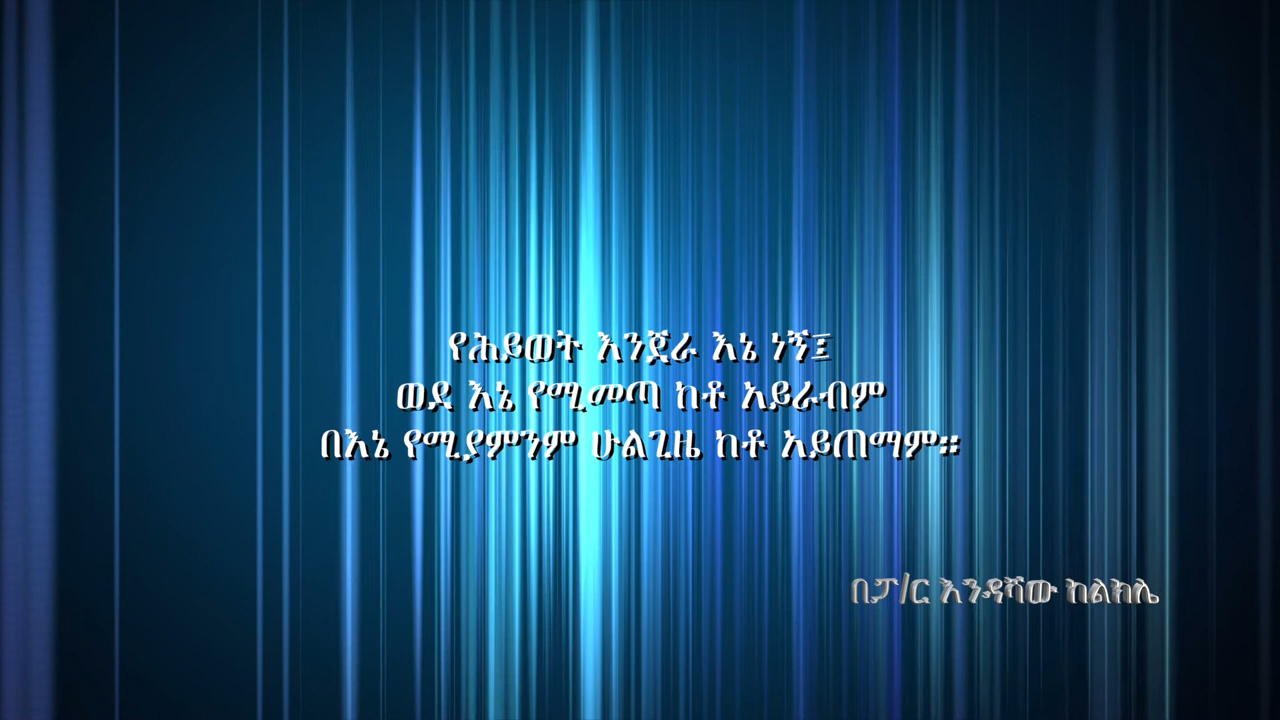 የሕይወት እንጀራ እኔ ነኝ፤
ወደ እኔ የሚመጣ ከቶ አይራብም
በእኔ የሚያምንም ሁልጊዜ ከቶ አይጠማም።
በፓ/ር እንዳሻው ከልክሌ